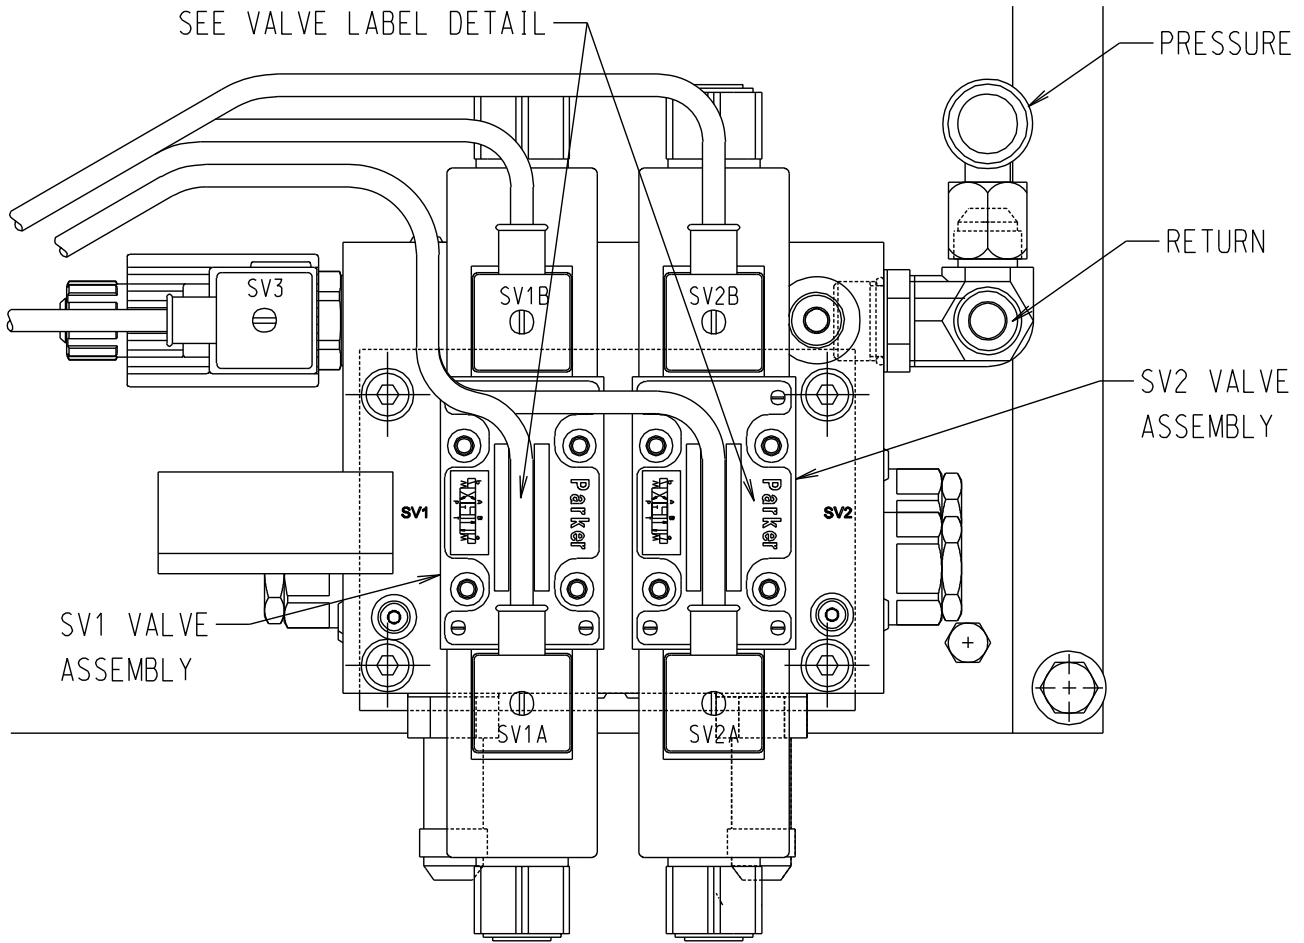 SEE VALVE LABEL DETAIL
PRESSURE
RETURN
SV3
SV1B
SV2B
SV2 VALVE
ASSEMBLY
SV1
Parker
Parker
SV2
SV1 VALVE
ASSEMBLY
SV1A
SV2A